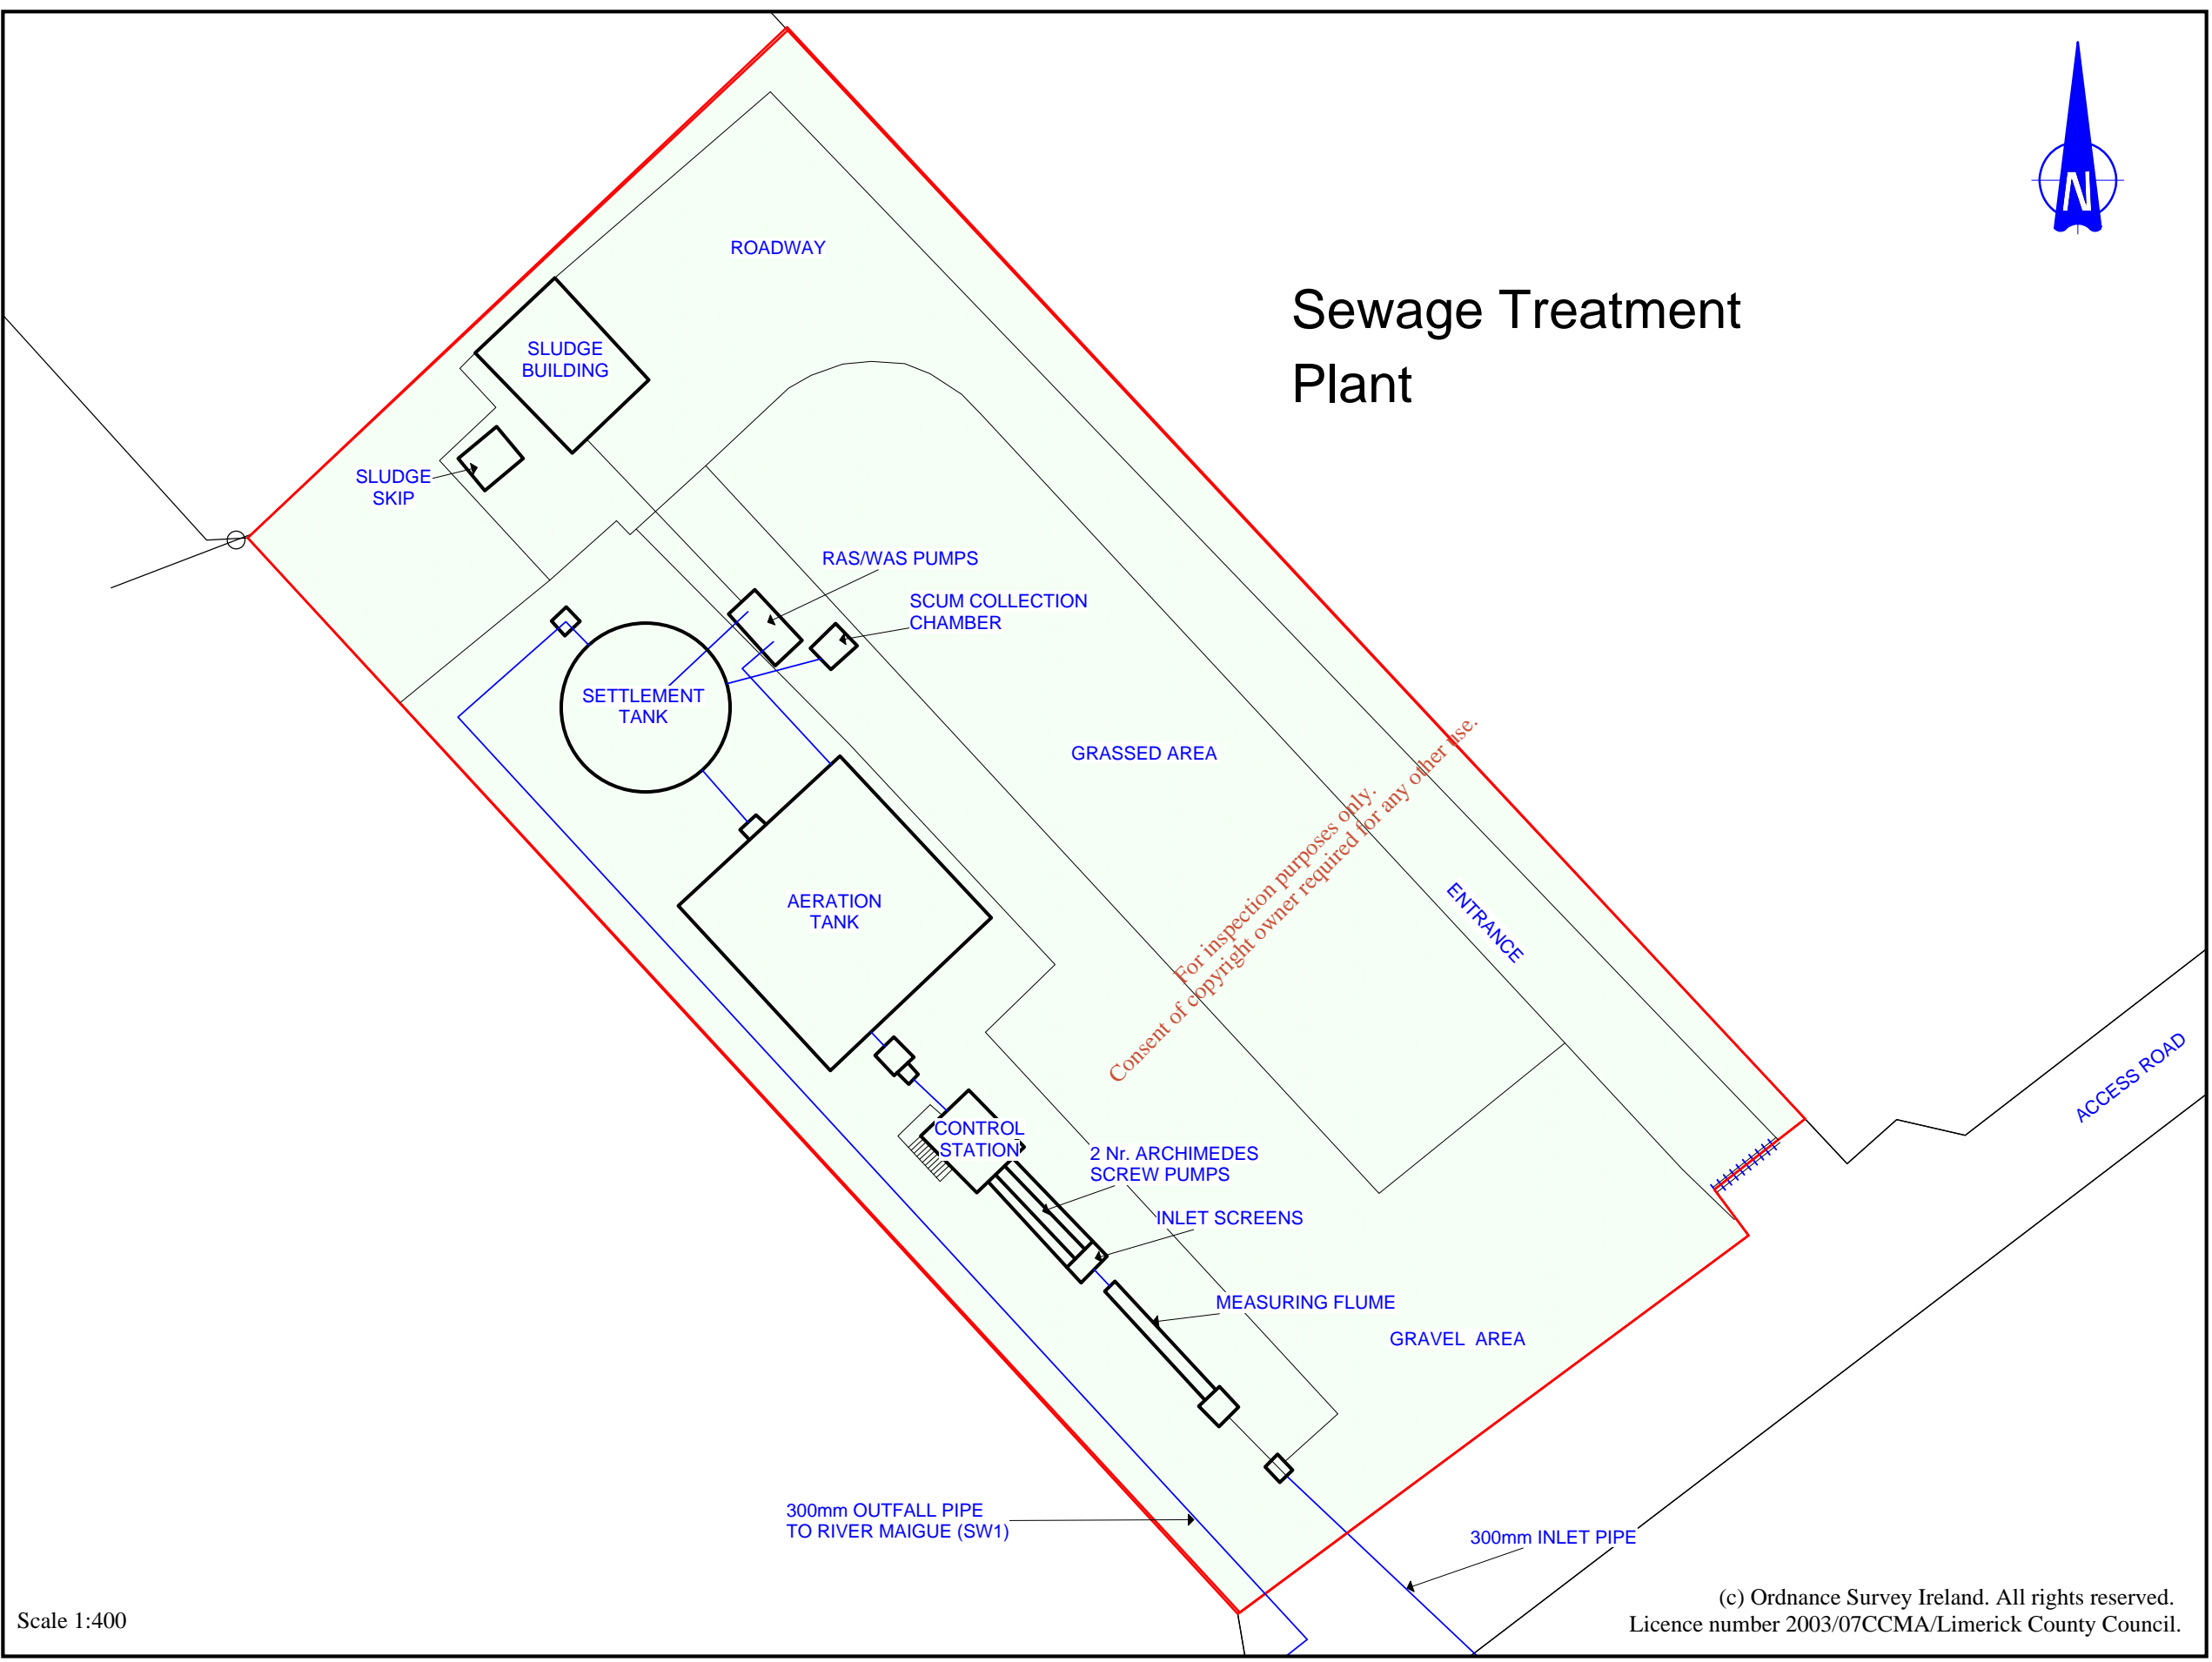 N
Sewage Treatment
Plant
ROADWAY
SLUDGE
BUILDING
SLUDGE
SKIP
RAS/WAS PUMPS
SCUM COLLECTION
CHAMBER
SETTLEMENT
TANK
GRASSED AREA
For inspection purposes only.
Consent of copyright owner required for any other use.
AERATION
TANK
ENTRANCE
ACCESS ROAD
CONTROL
STATION
2 Nr. ARCHIMEDES
SCREW PUMPS
INLET SCREENS
MEASURING FLUME
GRAVEL AREA
300mm OUTFALL PIPE
TO RIVER MAIGUE (SW1)
300mm INLET PIPE
Scale 1:400
(c) Ordnance Survey Ireland. All rights reserved.
Licence number 2003/07CCMA/Limerick County Council.